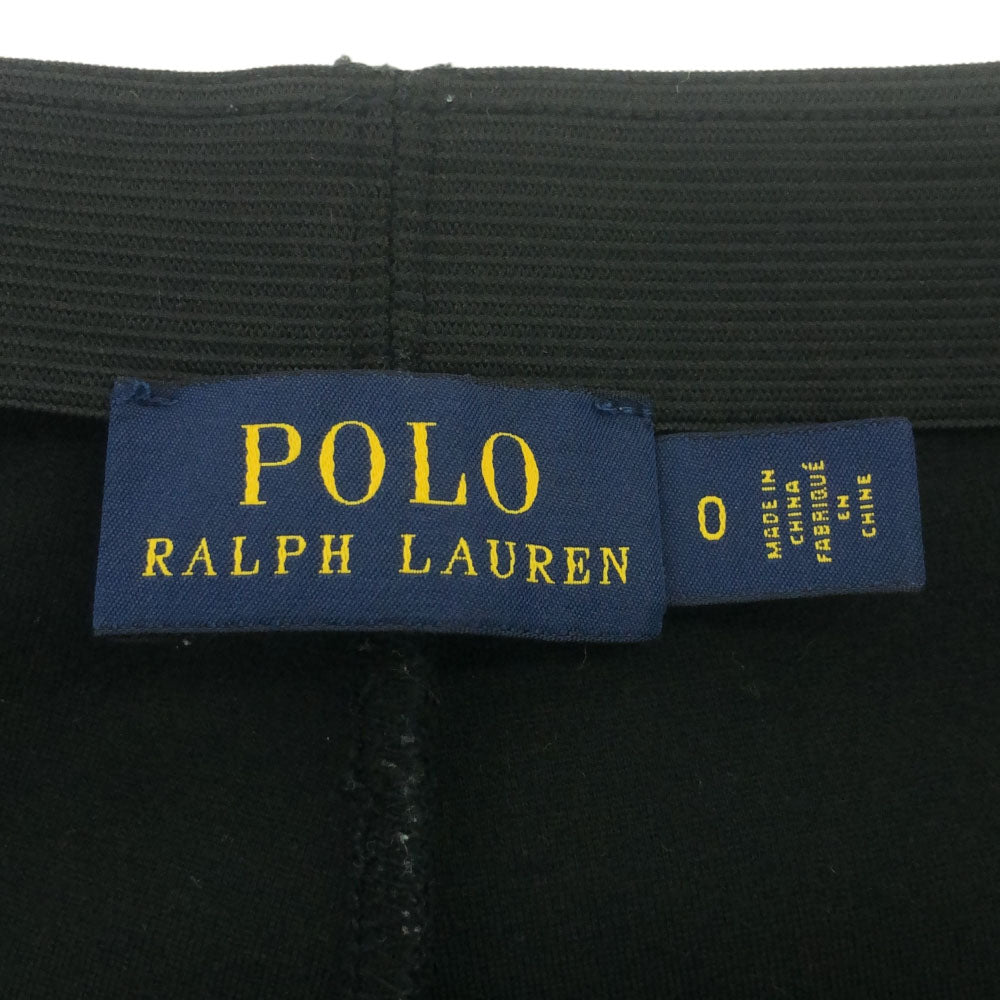 POLO
RALPH LAUREN
0
MADE IN
CHINA
FABRIQUÉ
EN
CHINE